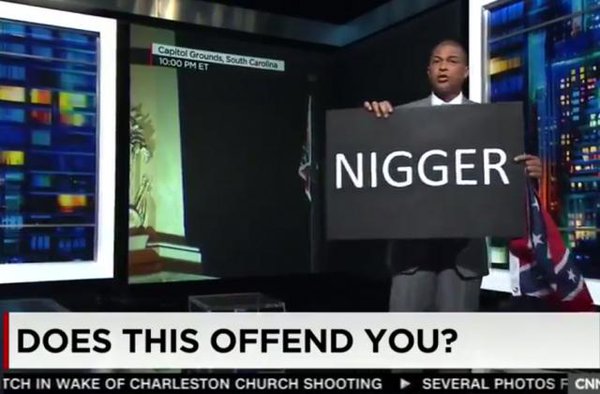 Capitol Grounds, South Carolina
10:00 PM ET
NIGGER
DOES THIS OFFEND YOU?
TCH IN WAKE OF CHARLESTON CHURCH SHOOTING ▶ SEVERAL PHOTOS F
CNN